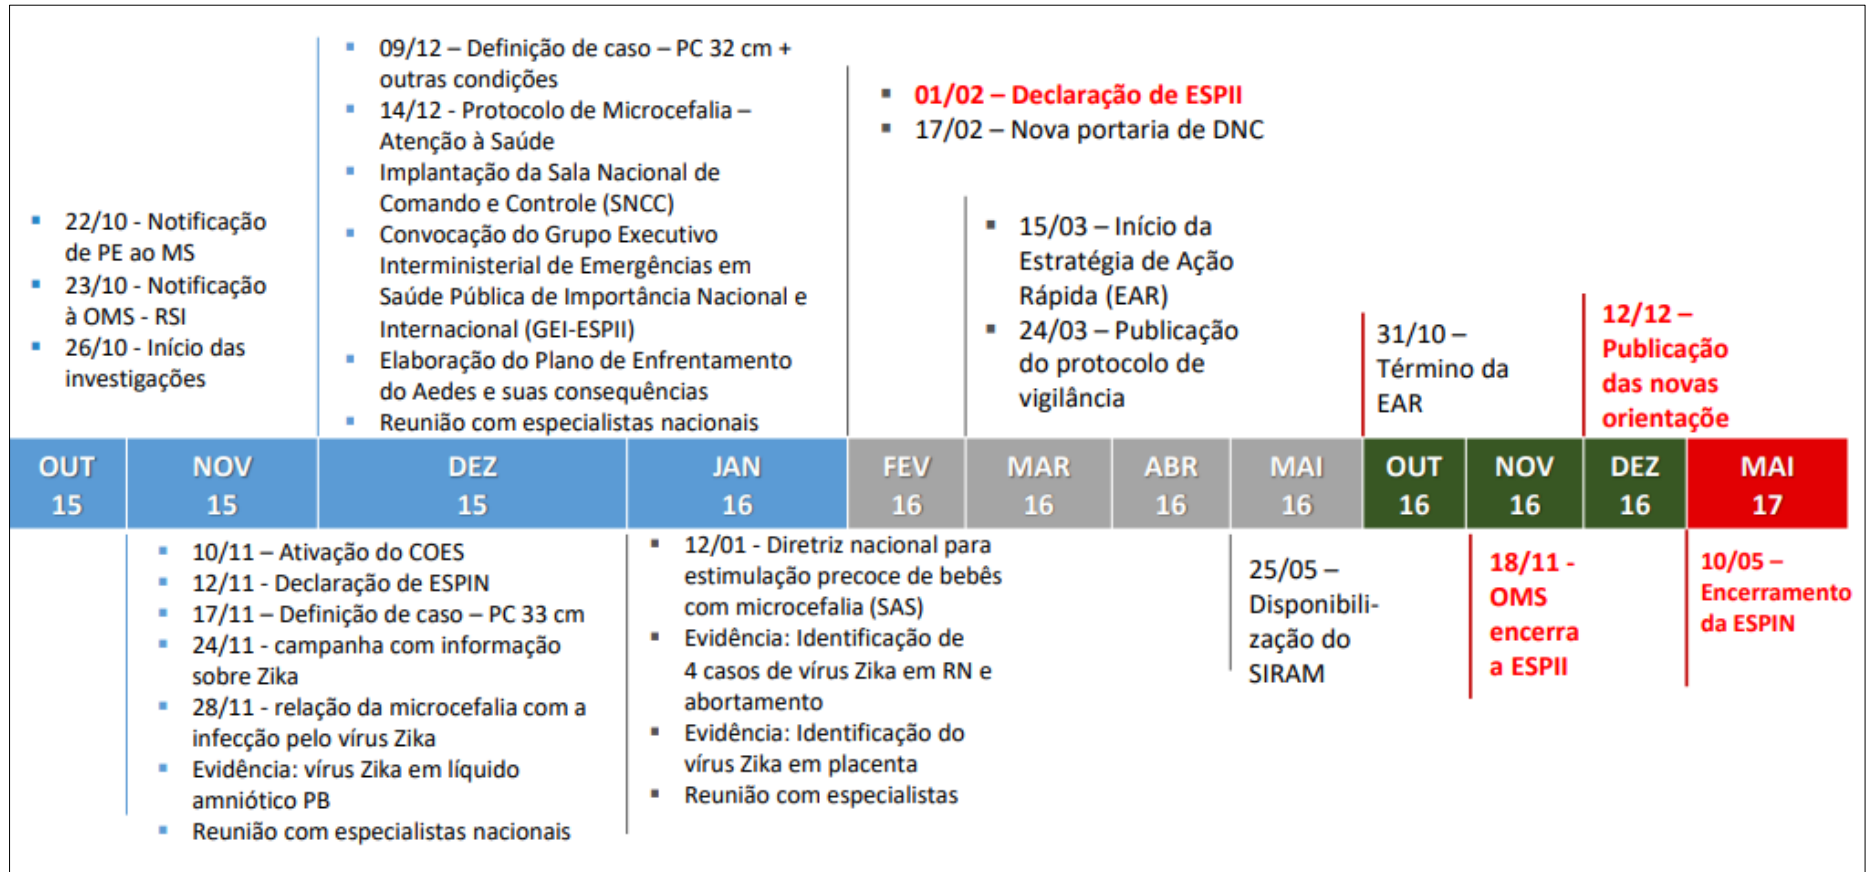 22/10 - Notificação
de PE ao MS
23/10 - Notificação
à OMS - RSI
26/10 - Início das
investigações
09/12 – Definição de caso – PC 32 cm +
outras condições
14/12 - Protocolo de Microcefalia –
Atenção à Saúde
Implantação da Sala Nacional de
Comando e Controle (SNCC)
Convocação do Grupo Executivo
Interministerial de Emergências em
Saúde Pública de Importância Nacional e
Internacional (GEI-ESPII)
Elaboração do Plano de Enfrentamento
do Aedes e suas consequências
Reunião com especialistas nacionais
01/02 – Declaração de ESPII
17/02 – Nova portaria de DNC
15/03 – Início da
Estratégia de Ação
Rápida (EAR)
24/03 – Publicação
do protocolo de
vigilância
31/10 –
Término da
EAR
12/12 –
Publicação
das novas
orientaçõe
OUT
15
NOV
15
DEZ
15
JAN
16
FEV
16
MAR
16
ABR
16
MAI
16
OUT
16
NOV
16
DEZ
16
MAI
17
10/11 – Ativação do COES
12/11 - Declaração de ESPIN
17/11 – Definição de caso – PC 33 cm
24/11 - campanha com informação
sobre Zika
28/11 - relação da microcefalia com a
infecção pelo vírus Zika
Evidência: vírus Zika em líquido
amniótico PB
Reunião com especialistas nacionais
12/01 - Diretriz nacional para
estimulação precoce de bebês
com microcefalia (SAS)
Evidência: Identificação de
4 casos de vírus Zika em RN e
abortamento
Evidência: Identificação do
vírus Zika em placenta
Reunião com especialistas
25/05 –
Disponibili-
zação do
SIRAM
18/11 -
OMS
encerra
a ESPII
10/05 –
Encerramento
da ESPIN